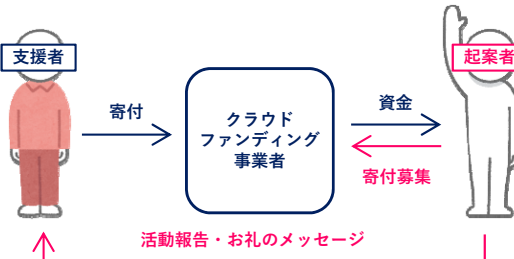 支援者
起案者
寄付
クラウド
ファンディング
事業者
資金
寄付募集
活動報告・お礼のメッセージ